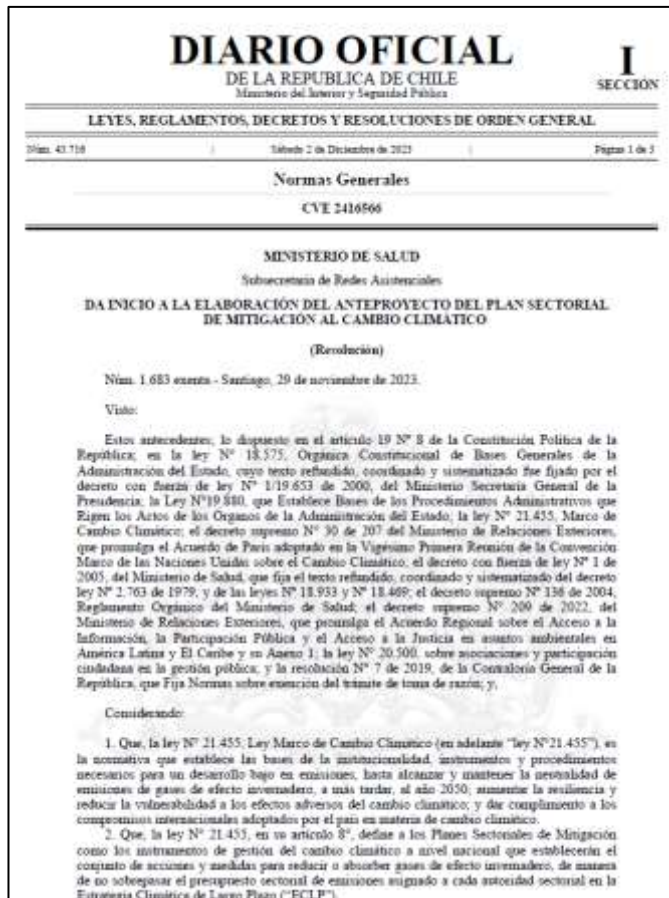 DIARIO OFICIAL
I
DE LA REPUBLICA DE CHILE
Ministerio del Interior y Seguridad Pública
SECCIÓN
LEYES, REGLAMENTOS, DECRETOS Y RESOLUCIONES DE ORDEN GENERAL
Núm. 43.716 | Sábado 2 de Diciembre de 2023 | Página 1 de 3
Normas Generales
CVE 2416566
MINISTERIO DE SALUD
Subsecretaría de Redes Asistenciales
DA INICIO A LA ELABORACIÓN DEL ANTEPROYECTO DEL PLAN SECTORIAL
DE MITIGACIÓN AL CAMBIO CLIMÁTICO
(Resolución)
Núm. 1.683 exenta.- Santiago, 29 de noviembre de 2023.
Visto:
Estos antecedentes; lo dispuesto en el artículo 19 Nº 8 de la Constitución Política de la
República; en la ley Nº 18.575, Orgánica Constitucional de Bases Generales de la
Administración del Estado, cuyo texto refundido, coordinado y sistematizado fue fijado por el
decreto con fuerza de ley Nº 1/19.653 de 2000, del Ministerio Secretaría General de la
Presidencia; la Ley Nº19.880, que Establece Bases de los Procedimientos Administrativos que
Rigen los Actos de los Órganos de la Administración del Estado; la ley Nº 21.455, Marco de
Cambio Climático; el decreto supremo Nº 30 de 207 del Ministerio de Relaciones Exteriores,
que promulga el Acuerdo de París adoptado en la Vigésimo Primera Reunión de la Convención
Marco de las Naciones Unidas sobre el Cambio Climático; el decreto con fuerza de ley Nº 1 de
2005, del Ministerio de Salud, que fija el texto refundido, coordinado y sistematizado del decreto
ley Nº 2.763 de 1979, y de las leyes Nº 18.933 y Nº 18.469; el decreto supremo Nº 136 de 2004,
Reglamento Orgánico del Ministerio de Salud; el decreto supremo Nº 209 de 2022, del
Ministerio de Relaciones Exteriores, que promulga el Acuerdo Regional sobre el Acceso a la
Información, la Participación Pública y el Acceso a la Justicia en asuntos ambientales en
América Latina y El Caribe y su Anexo 1; la ley Nº 20.500, sobre asociaciones y participación
ciudadana en la gestión pública; y la resolución Nº 7 de 2019, de la Contraloría General de la
República, que Fija Normas sobre exención del trámite de toma de razón; y,
Considerando:
1. Que, la ley Nº 21.455, Ley Marco de Cambio Climático (en adelante "ley Nº21.455"), es
la normativa que establece las bases de la institucionalidad, instrumentos y procedimientos
necesarios para un desarrollo bajo en emisiones, hasta alcanzar y mantener la neutralidad de
emisiones de gases de efecto invernadero, a más tardar, al año 2050; aumentar la resiliencia y
reducir la vulnerabilidad a los efectos adversos del cambio climático; y dar cumplimiento a los
compromisos internacionales adoptados por el país en materia de cambio climático.
2. Que, la ley Nº 21.455, en su artículo 8º, define a los Planes Sectoriales de Mitigación
como los instrumentos de gestión del cambio climático a nivel nacional que establecerán el
conjunto de acciones y medidas para reducir o absorber gases de efecto invernadero, de manera
de no sobrepasar el presupuesto sectorial de emisiones asignado a cada autoridad sectorial en la
Estrategia Climática de Largo Plazo ("ECLP").